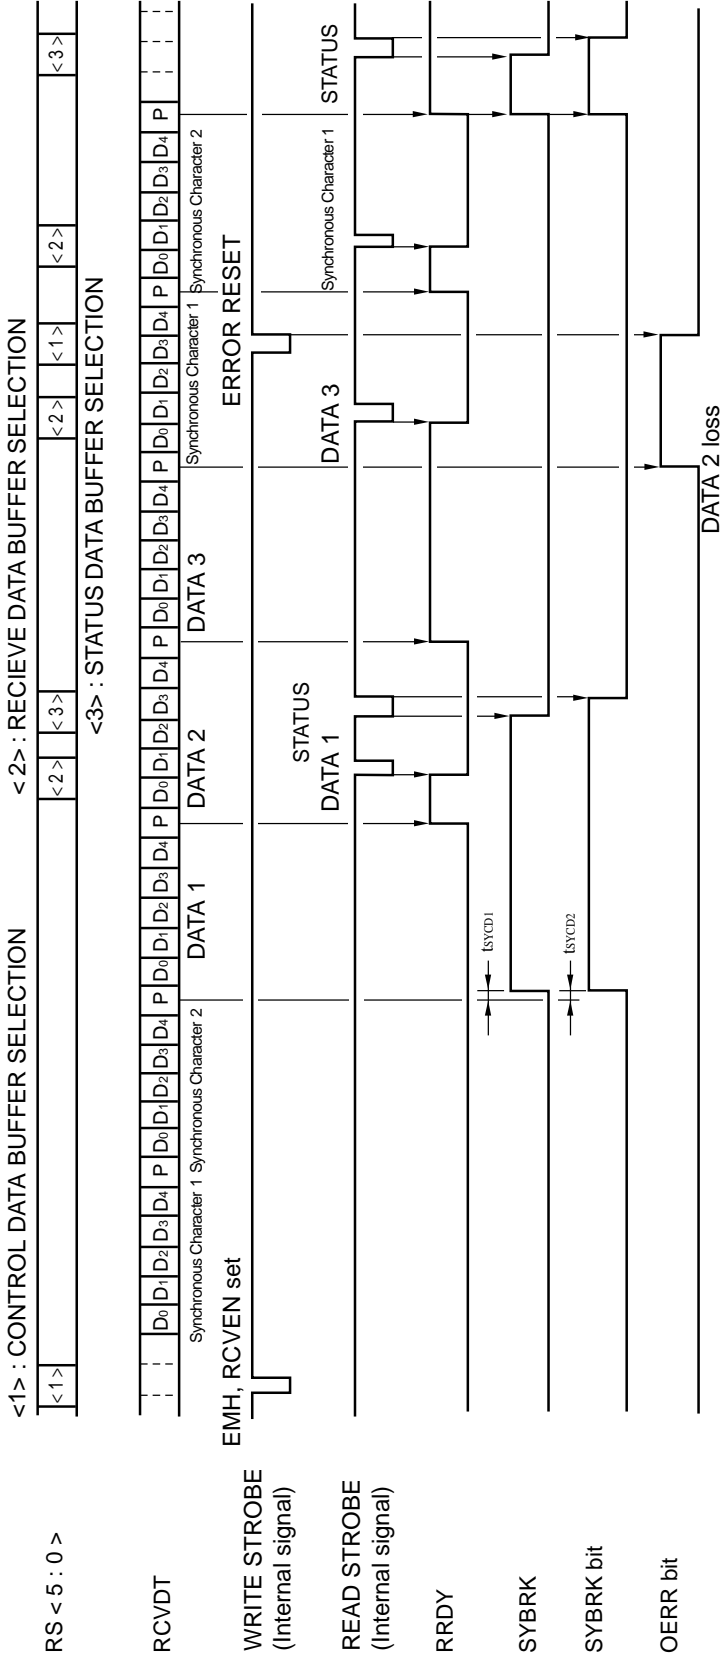 <1> : CONTROL DATA BUFFER SELECTION
<2> : RECIEVE DATA BUFFER SELECTION
<3> : STATUS DATA BUFFER SELECTION
RS < 5 : 0 >
<1>
<2>
<3>
<2>
<1>
<2>
<3>
RCVDT
D0 D1 D2 D3 D4 P D0 D1 D2 D3 D4 P D0 D1 D2 D3 D4 P D0 D1 D2 D3 D4 P D0 D1 D2 D3 D4 P D0 D1 D2 D3 D4 P D0 D1 D2 D3 D4 P
Synchronous Character 1
Synchronous Character 2
DATA 1
DATA 2
DATA 3
Synchronous Character 1
Synchronous Character 2
EMH, RCVEN set
ERROR RESET
WRITE STROBE
(Internal signal)
STATUS
DATA 1
DATA 3
Synchronous Character 1
STATUS
READ STROBE
(Internal signal)
RRDY
tSYCD1
SYBRK
tSYCD2
SYBRK bit
OERR bit
DATA 2 loss